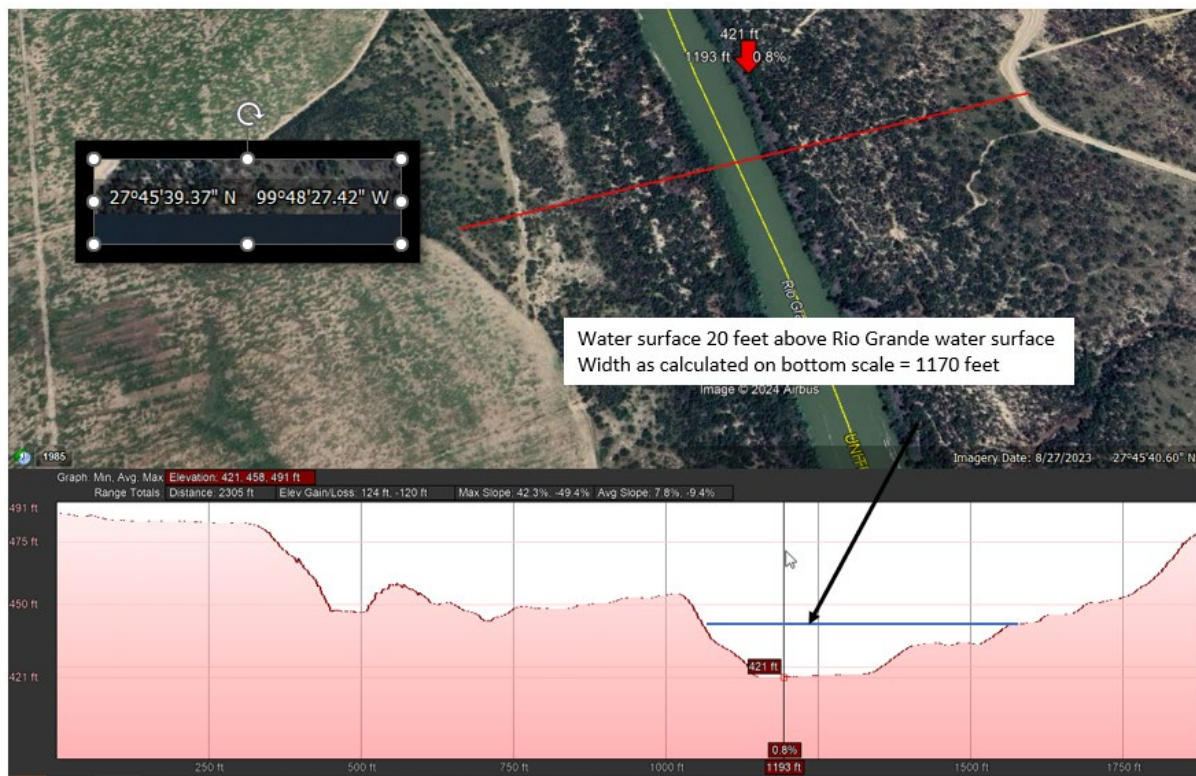 421 ft
1193 ft 0.8%
27°45'39.37" N 99°48'27.42" W
Rio Gra
Water surface 20 feet above Rio Grande water surface
Width as calculated on bottom scale = 1170 feet
Image © 2024 Airbus
UNITE
1985
Imagery Date: 8/27/2023 27°45'40.60" N
Graph: Min, Avg, Max Elevation: 421, 458, 491 ft
Range Totals Distance: 2305 ft Elev Gain/Loss: 124 ft, -120 ft Max Slope: 42.3%, -49.4% Avg Slope: 7.8%, -9.4%
491 ft
475 ft
450 ft
421 ft
421 ft
0.8%
250 ft 500 ft 750 ft 1000 ft 1193 ft 1500 ft 1750 ft